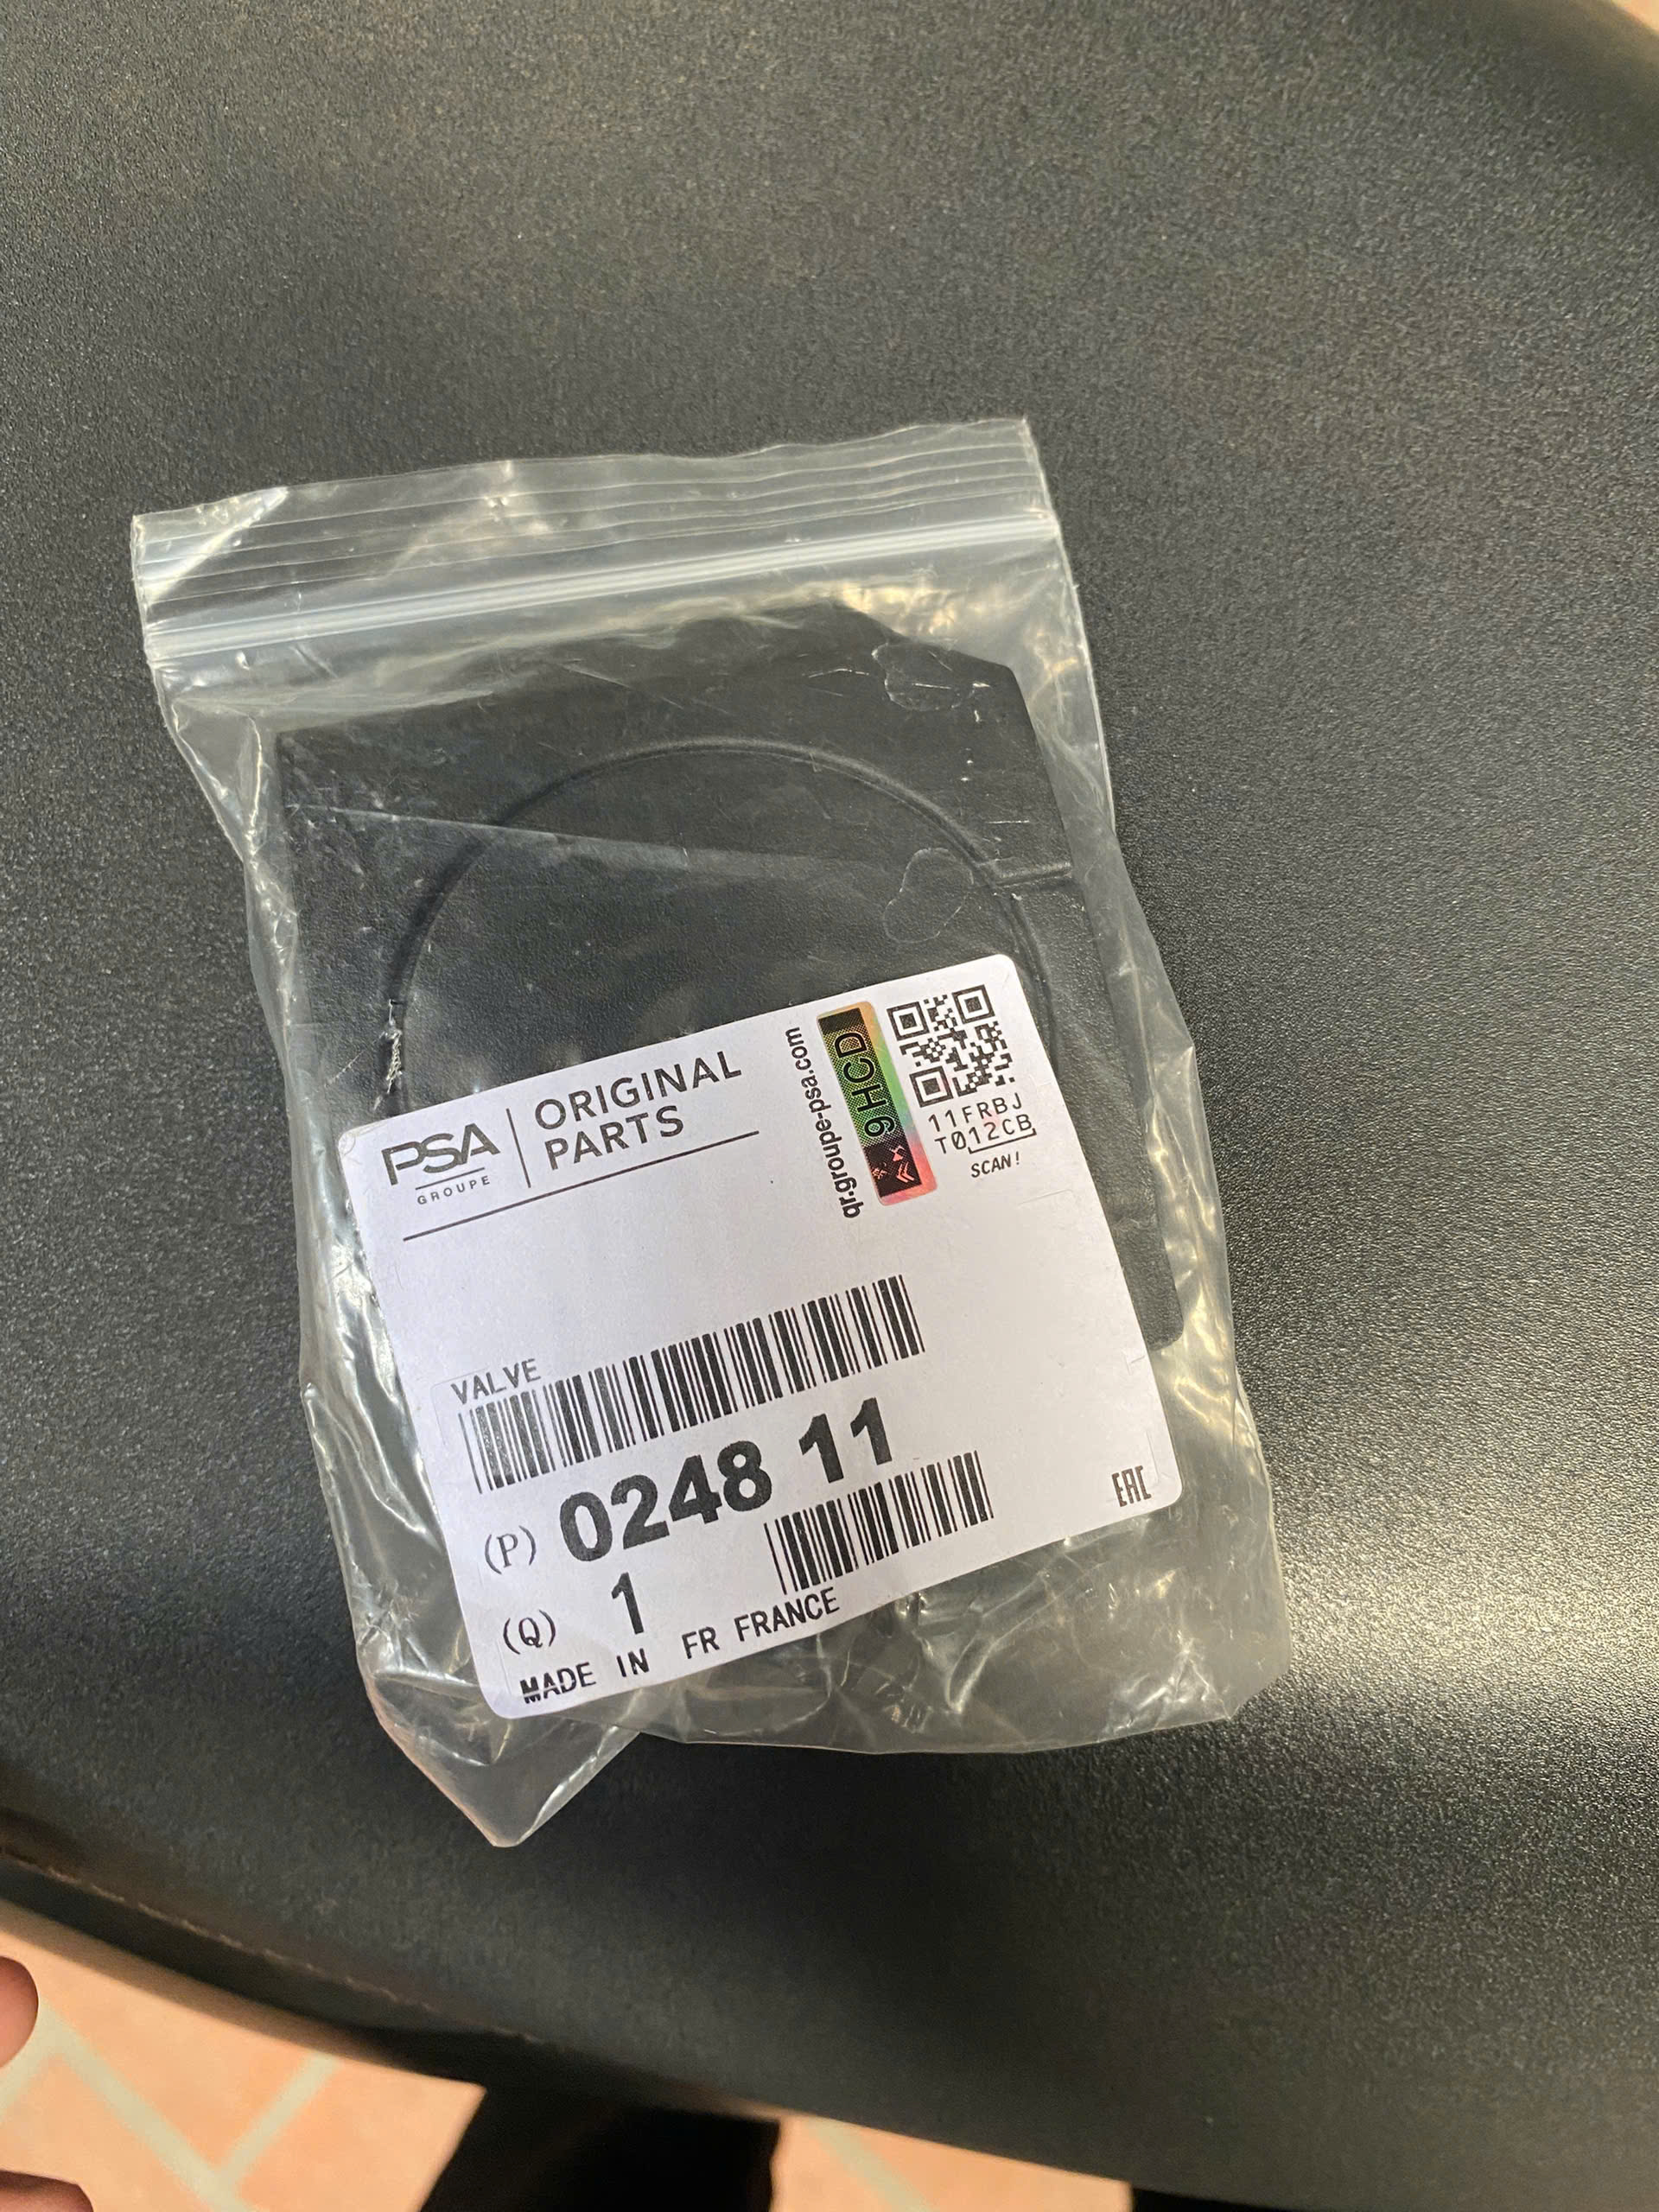 PSA
GROUPE
ORIGINAL
PARTS
qr.groupe-psa.com
9HCD
11FRBJ
T012CB
SCAN!
VALVE
(P) 0248 11
(Q) 1
MADE IN FR FRANCE
EAC